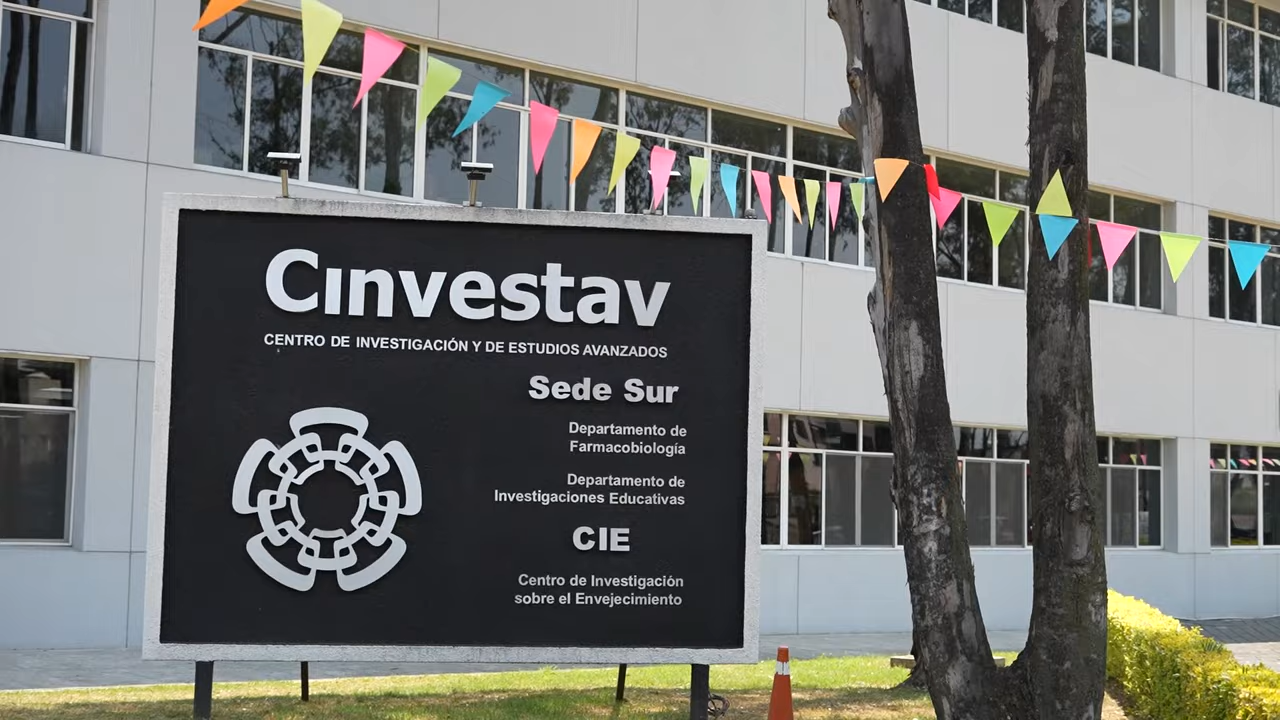 Cinvestav
CENTRO DE INVESTIGACIÓN Y DE ESTUDIOS AVANZADOS
Sede Sur
Departamento de
Farmacobiología
Departamento de
Investigaciones Educativas
CIE
Centro de Investigación
sobre el Envejecimiento